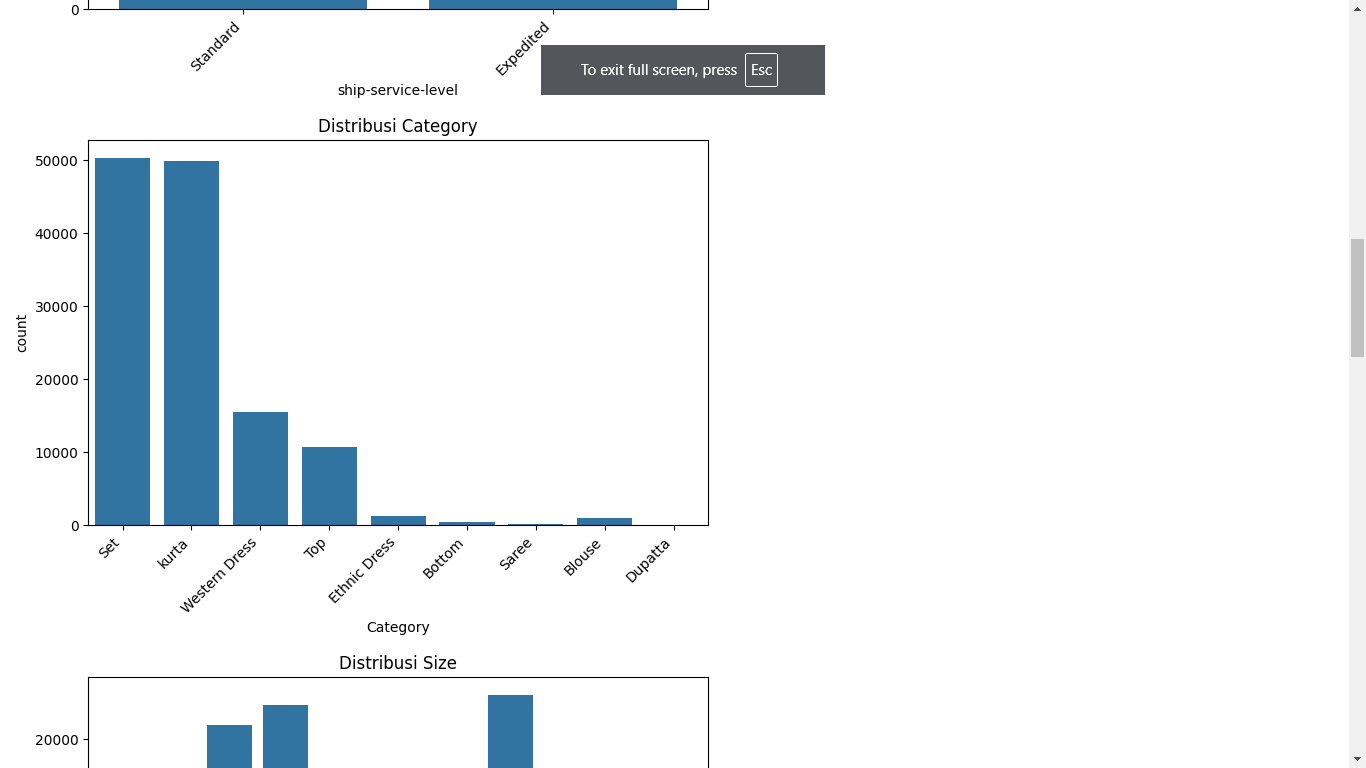 0
Standard
Expedited
To exit full screen, press Esc
ship-service-level
Distribusi Category
50000
40000
30000
20000
10000
0
count
Set
kurta
Western Dress
Top
Ethnic Dress
Bottom
Saree
Blouse
Dupatta
Category
Distribusi Size
20000